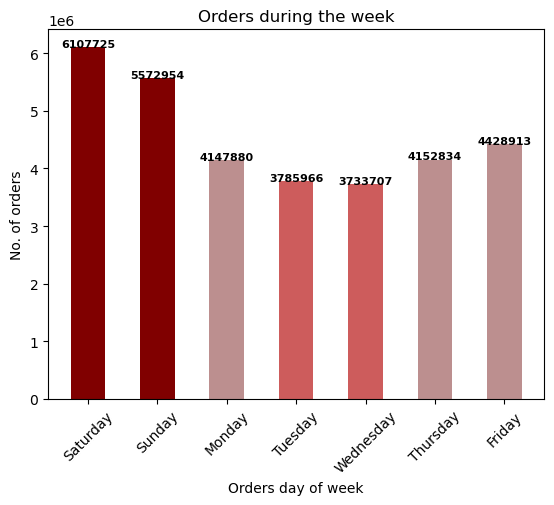 Orders during the week
1e6
No. of orders
6
5
4
3
2
1
0
6107725
5572954
4147880
3785966
3733707
4152834
4428913
Saturday
Sunday
Monday
Tuesday
Wednesday
Thursday
Friday
Orders day of week